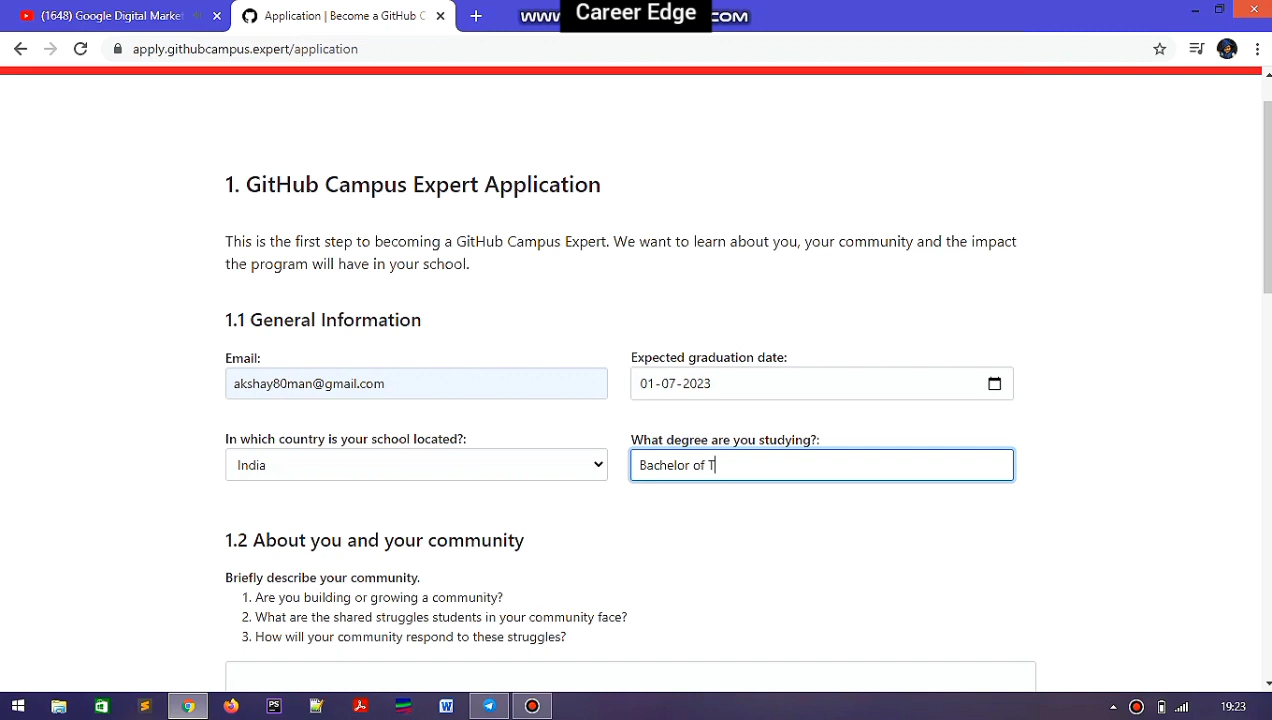 (1648) Google Digital Market
Application | Become a GitHub C
www
Career Edge
.com
apply.githubcampus.expert/application
1. GitHub Campus Expert Application
This is the first step to becoming a GitHub Campus Expert. We want to learn about you, your community and the impact
the program will have in your school.
1.1 General Information
Email:
Expected graduation date:
akshay80man@gmail.com
01-07-2023
In which country is your school located?:
What degree are you studying?:
India
Bachelor of T
1.2 About you and your community
Briefly describe your community.
1. Are you building or growing a community?
2. What are the shared struggles students in your community face?
3. How will your community respond to these struggles?
PS
W
19:23